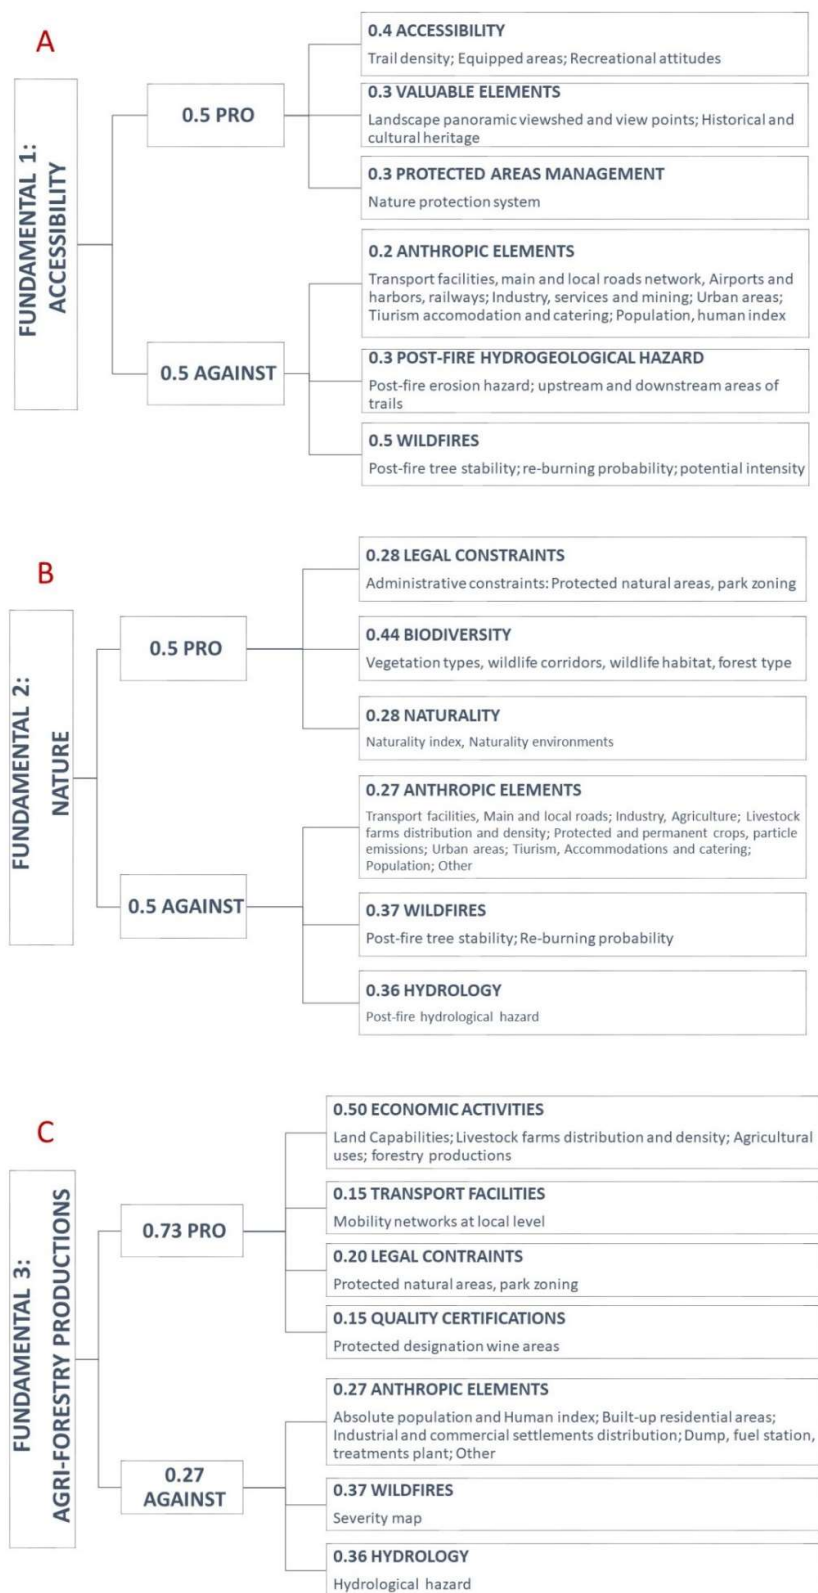 A
FUNDAMENTAL 1:
ACCESSIBILITY
0.5 PRO
0.4 ACCESSIBILITY
Trail density; Equipped areas; Recreational attitudes
0.3 VALUABLE ELEMENTS
Landscape panoramic viewshed and view points; Historical and
cultural heritage
0.3 PROTECTED AREAS MANAGEMENT
Nature protection system
0.5 AGAINST
0.2 ANTHROPIC ELEMENTS
Transport facilities, main and local roads network, Airports and
harbors, railways; Industry, services and mining; Urban areas;
Tiurism accomodation and catering; Population, human index
0.3 POST-FIRE HYDROGEOLOGICAL HAZARD
Post-fire erosion hazard; upstream and downstream areas of
trails
0.5 WILDFIRES
Post-fire tree stability; re-burning probability; potential intensity
B
FUNDAMENTAL 2:
NATURE
0.5 PRO
0.28 LEGAL CONSTRAINTS
Administrative constraints: Protected natural areas, park zoning
0.44 BIODIVERSITY
Vegetation types, wildlife corridors, wildlife habitat, forest type
0.28 NATURALITY
Naturality index, Naturality environments
0.5 AGAINST
0.27 ANTHROPIC ELEMENTS
Transport facilities, Main and local roads; Industry, Agriculture; Livestock
farms distribution and density; Protected and permanent crops, particle
emissions; Urban areas; Tiurism, Accommodations and catering;
Population; Other
0.37 WILDFIRES
Post-fire tree stability; Re-burning probability
0.36 HYDROLOGY
Post-fire hydrological hazard
C
FUNDAMENTAL 3:
AGRI-FORESTRY PRODUCTIONS
0.73 PRO
0.50 ECONOMIC ACTIVITIES
Land Capabilities; Livestock farms distribution and density; Agricultural
uses; forestry productions
0.15 TRANSPORT FACILITIES
Mobility networks at local level
0.20 LEGAL CONTRAINTS
Protected natural areas, park zoning
0.15 QUALITY CERTIFICATIONS
Protected designation wine areas
0.27
AGAINST
0.27 ANTHROPIC ELEMENTS
Absolute population and Human index; Built-up residential areas;
Industrial and commercial settlements distribution; Dump, fuel station,
treatments plant; Other
0.37 WILDFIRES
Severity map
0.36 HYDROLOGY
Hydrological hazard